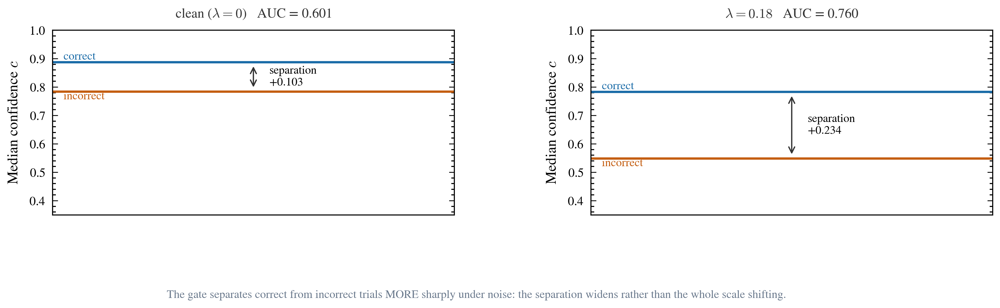 clean (λ = 0)   AUC = 0.601
1.0
0.9
0.8
0.7
0.6
0.5
0.4
Median confidence c
correct
separation
+0.103
incorrect
λ = 0.18   AUC = 0.760
1.0
0.9
0.8
0.7
0.6
0.5
0.4
Median confidence c
correct
separation
+0.234
incorrect
The gate separates correct from incorrect trials MORE sharply under noise: the separation widens rather than the whole scale shifting.